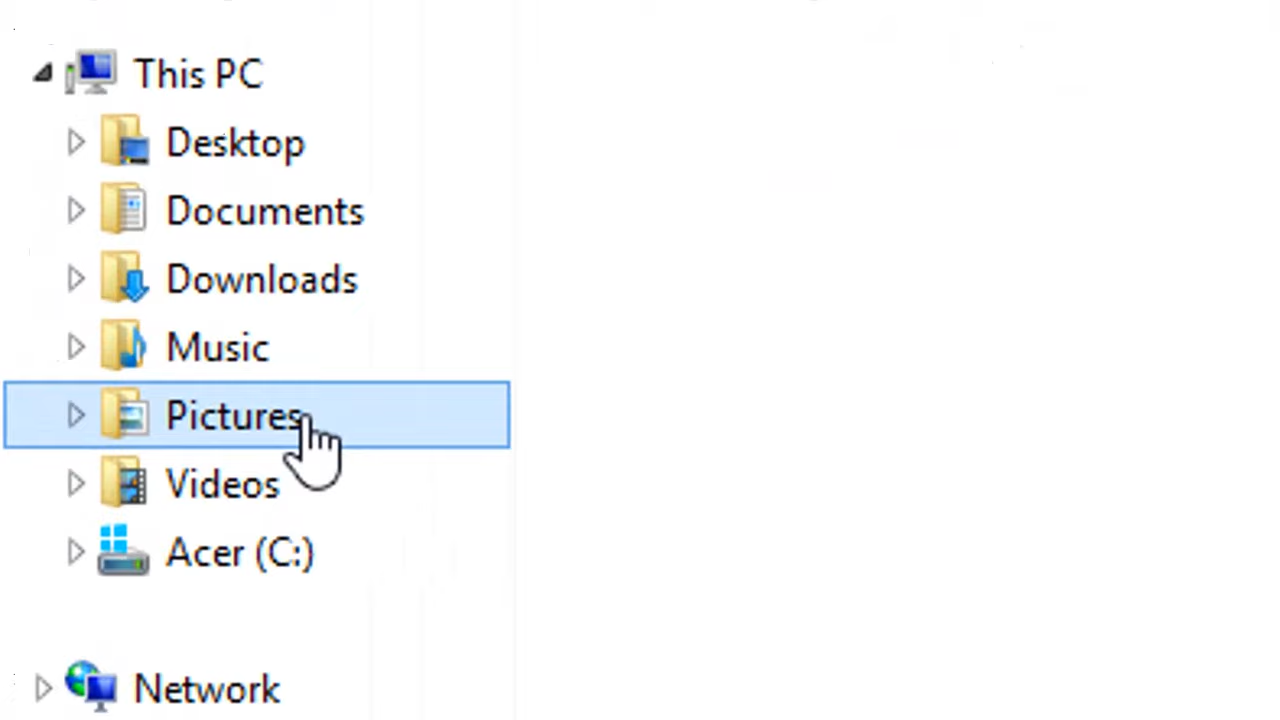 This PC
Desktop
Documents
Downloads
Music
Pictures
Videos
Acer (C:)
Network